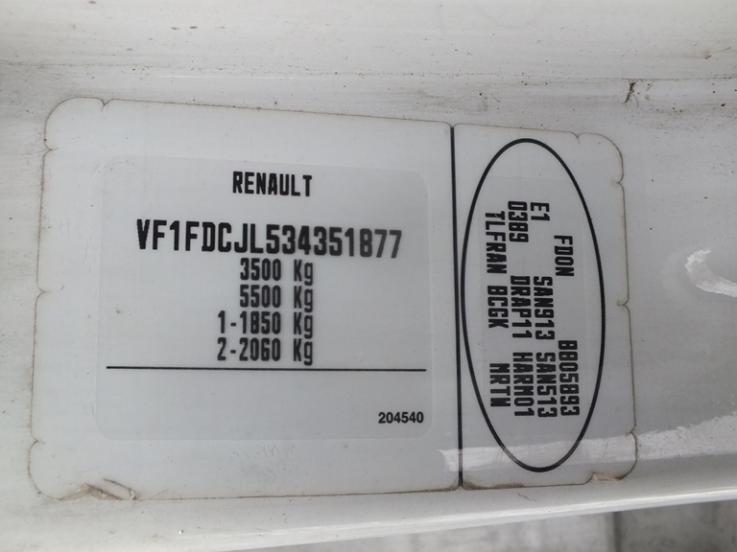 RENAULT
VF1FDCJL534351877
3500 Kg
5500 Kg
1-1850 Kg
2-2060 Kg
204540
FDON BB05893
E1 SAN913 SAN513
03B9 DRAP11 HARM01
TLFRAN BCGK MRTN